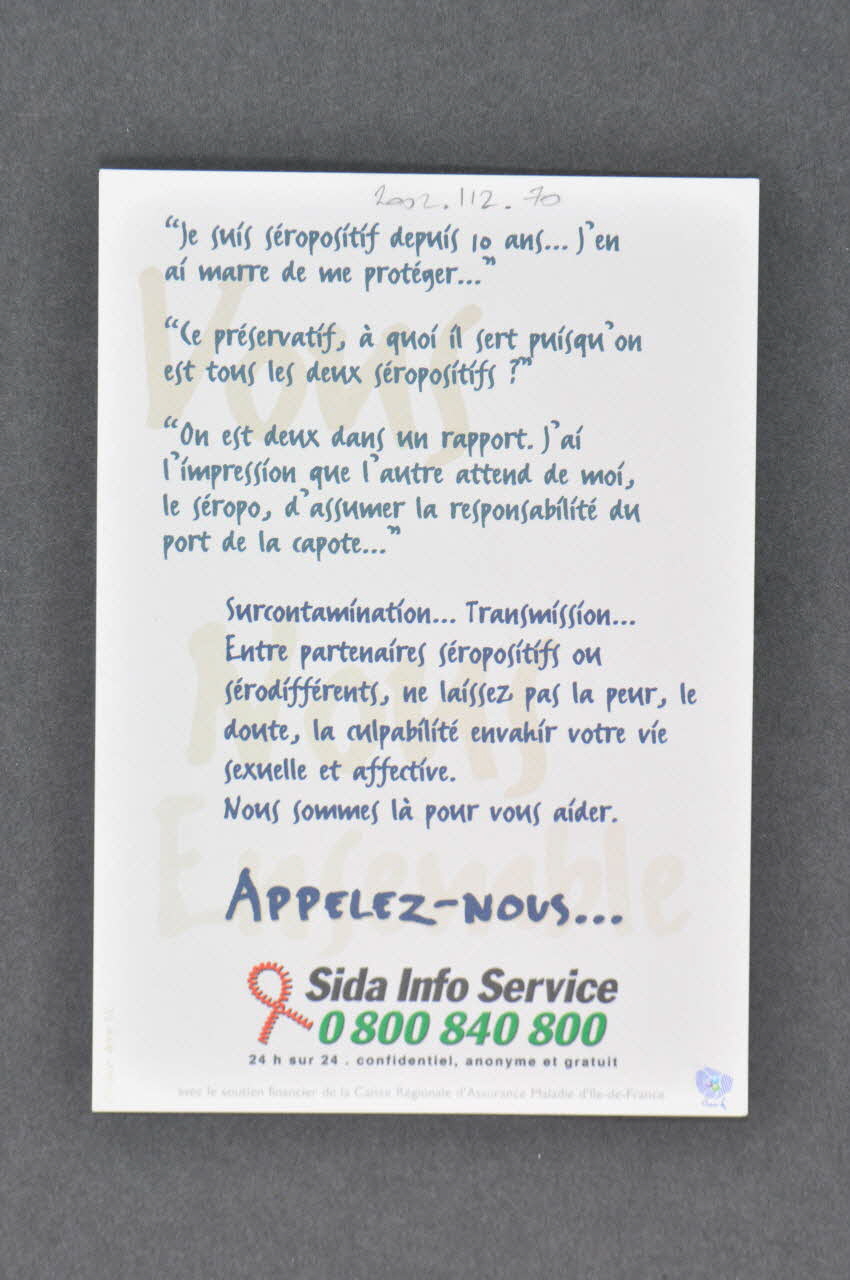 2002.112.70
“Je suis séropositif depuis 10 ans... J’en
ai marre de me protéger...”
“Ce préservatif, à quoi il sert puisqu’on
est tous les deux séropositifs ?”
“On est deux dans un rapport. J’ai
l’impression que l’autre attend de moi,
le séropo, d’assumer la responsabilité du
port de la capote...”
Surcontamination... Transmission...
Entre partenaires séropositifs ou
sérodifférents, ne laissez pas la peur, le
doute, la culpabilité envahir votre vie
sexuelle et affective.
Nous sommes là pour vous aider.
Vous
Nous
Ensemble
APPELEZ-NOUS...
Sida Info Service
0 800 840 800
24 h sur 24 . confidentiel, anonyme et gratuit
avec le soutien financier de la Caisse Régionale d'Assurance Maladie d'Ile-de-France